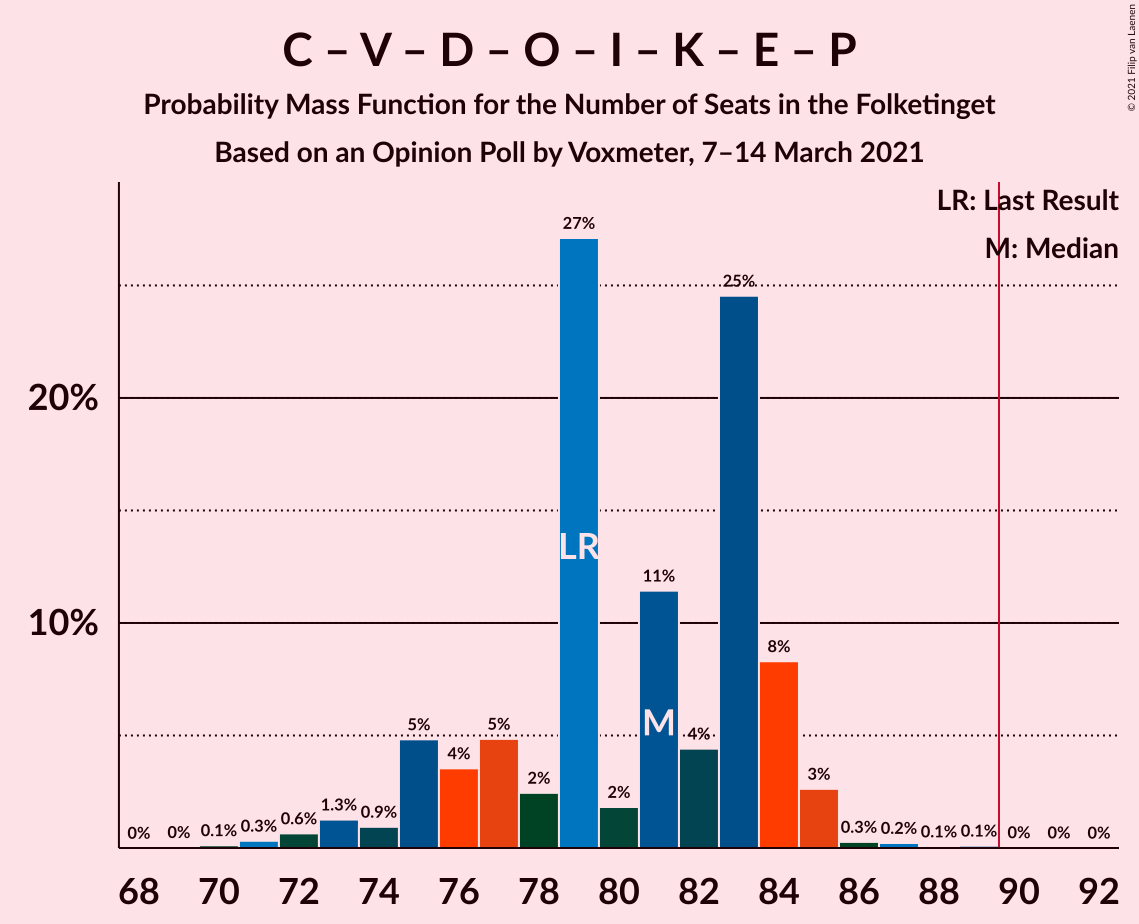 C – V – D – O – I – K – E – P
Probability Mass Function for the Number of Seats in the Folketinget
Based on an Opinion Poll by Voxmeter, 7–14 March 2021
© 2021 Filip van Laenen
LR: Last Result
M: Median
20%
10%
0% 0% 0.1% 0.3% 0.6% 1.3% 0.9% 5% 4% 5% 2% 27% 2% 11% 4% 25% 8% 3% 0.3% 0.2% 0.1% 0.1% 0% 0% 0%
LR
M
68 70 72 74 76 78 80 82 84 86 88 90 92